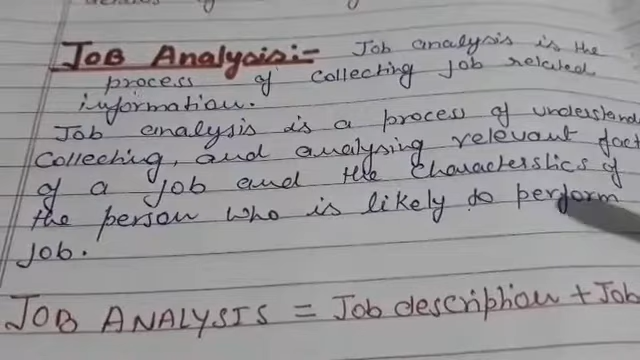 JOB Analysis:- Job analysis is the
process of collecting job related
information.
Job analysis is a process of understand
collecting, and analysing relevant fact
of a job and the characterstics of
the person who is likely to perform
job.
JOB ANALYSIS = Job description + Job